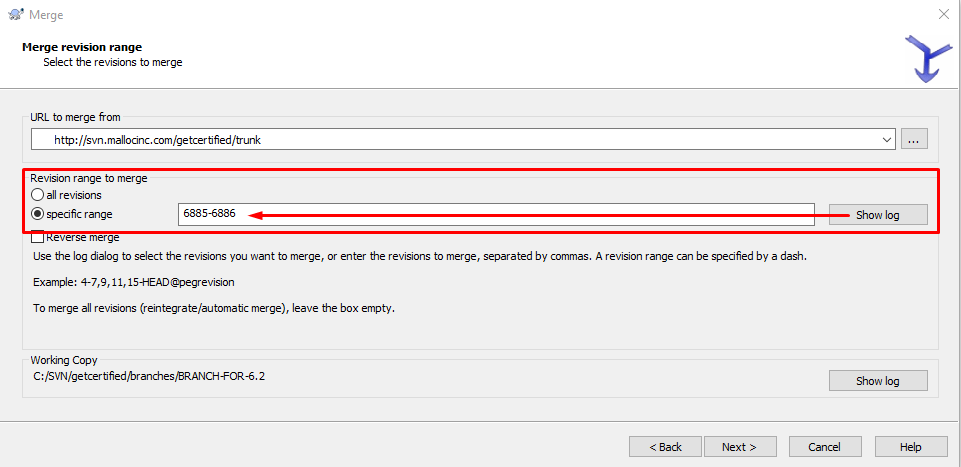 Merge
Merge revision range
Select the revisions to merge
URL to merge from
http://svn.mallocinc.com/getcertified/trunk
...
Revision range to merge
all revisions
specific range
6885-6886
Show log
Reverse merge
Use the log dialog to select the revisions you want to merge, or enter the revisions to merge, separated by commas. A revision range can be specified by a dash.
Example: 4-7,9,11,15-HEAD@pegrevision
To merge all revisions (reintegrate/automatic merge), leave the box empty.
Working Copy
C:/SVN/getcertified/branches/BRANCH-FOR-6.2
Show log
< Back
Next >
Cancel
Help